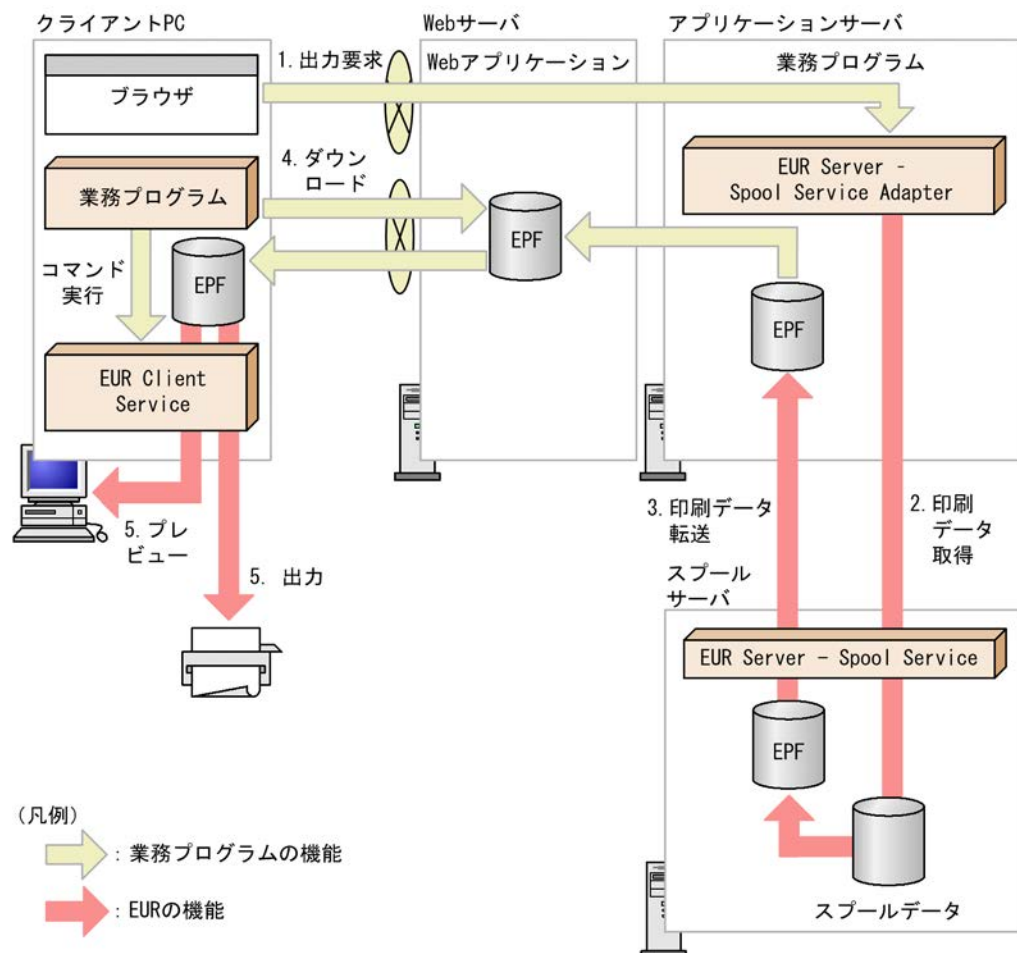 クライアントPC
Webサーバ
アプリケーションサーバ
ブラウザ
1. 出力要求
Webアプリケーション
業務プログラム
業務プログラム
4. ダウン
ロード
EUR Server -
Spool Service Adapter
コマンド
実行
EPF
EPF
EPF
EUR Client
Service
5. プレ
ビュー
5. 出力
3. 印刷データ
転送
2. 印刷
データ
取得
スプール
サーバ
EUR Server － Spool Service
EPF
スプールデータ
(凡例)
: 業務プログラムの機能
: EURの機能